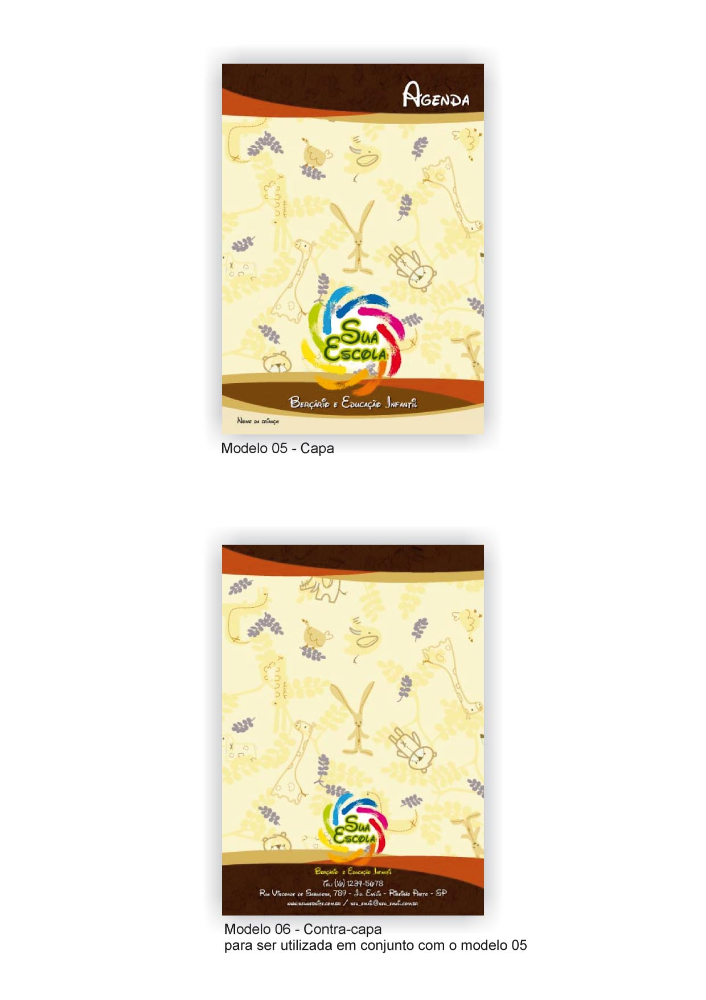 AGENDA
SUA
ESCOLA
BERÇÁRIO E EDUCAÇÃO INFANTIL
NOME DA CRIANÇA:
Modelo 05 - Capa
SUA
ESCOLA
BERÇÁRIO E EDUCAÇÃO INFANTIL
TEL: (16) 1234-5678
RUA VISCONDE DE SABUGOSA, 789 - JD. EMÍLIA - RIBEIRÃO PRETO - SP
WWW.SEUWEBSITE.COM.BR / SEU_EMAIL@SEU_EMAIL.COM.BR
Modelo 06 - Contra-capa
para ser utilizada em conjunto com o modelo 05